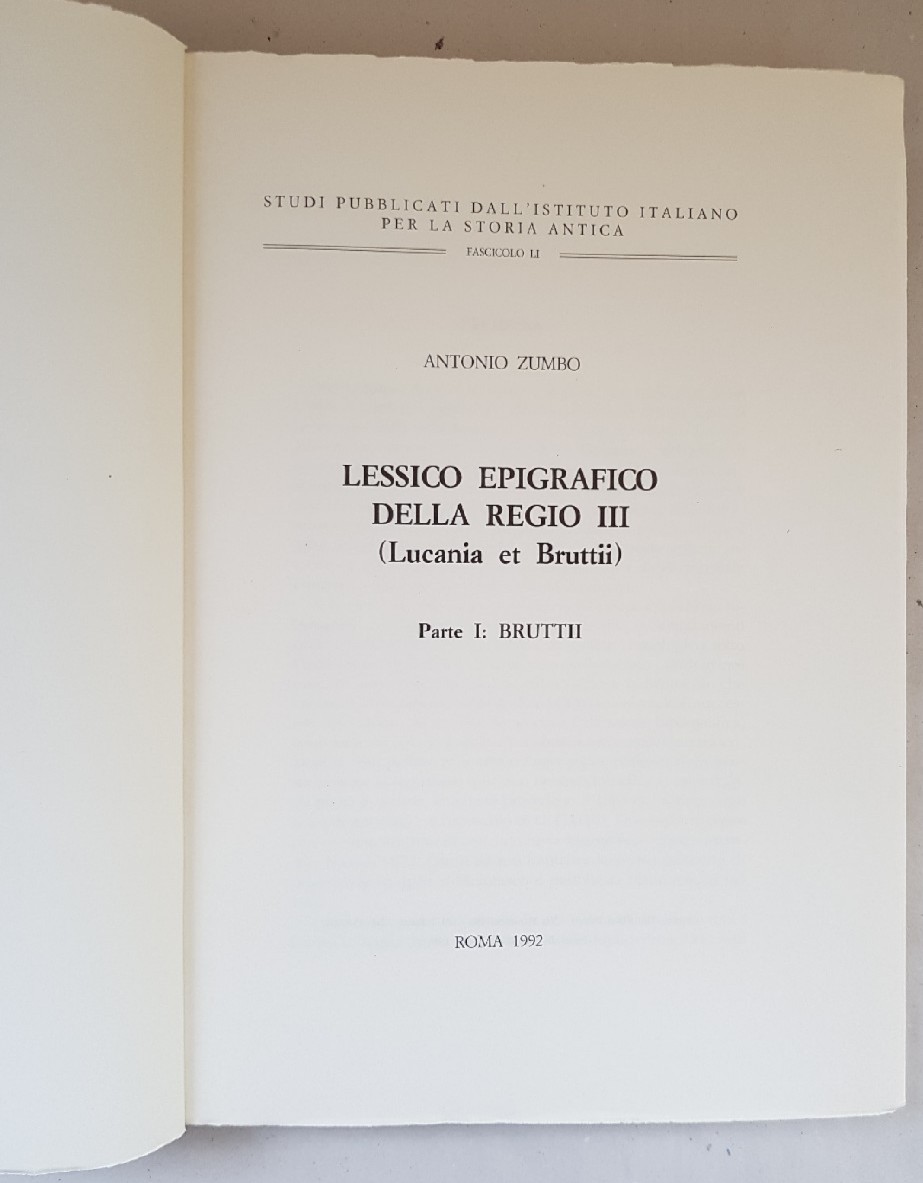 STUDI PUBBLICATI DALL'ISTITUTO ITALIANO
PER LA STORIA ANTICA
FASCICOLO LI
ANTONIO ZUMBO
LESSICO EPIGRAFICO
DELLA REGIO III
(Lucania et Bruttii)
Parte I: BRUTTII
ROMA 1992